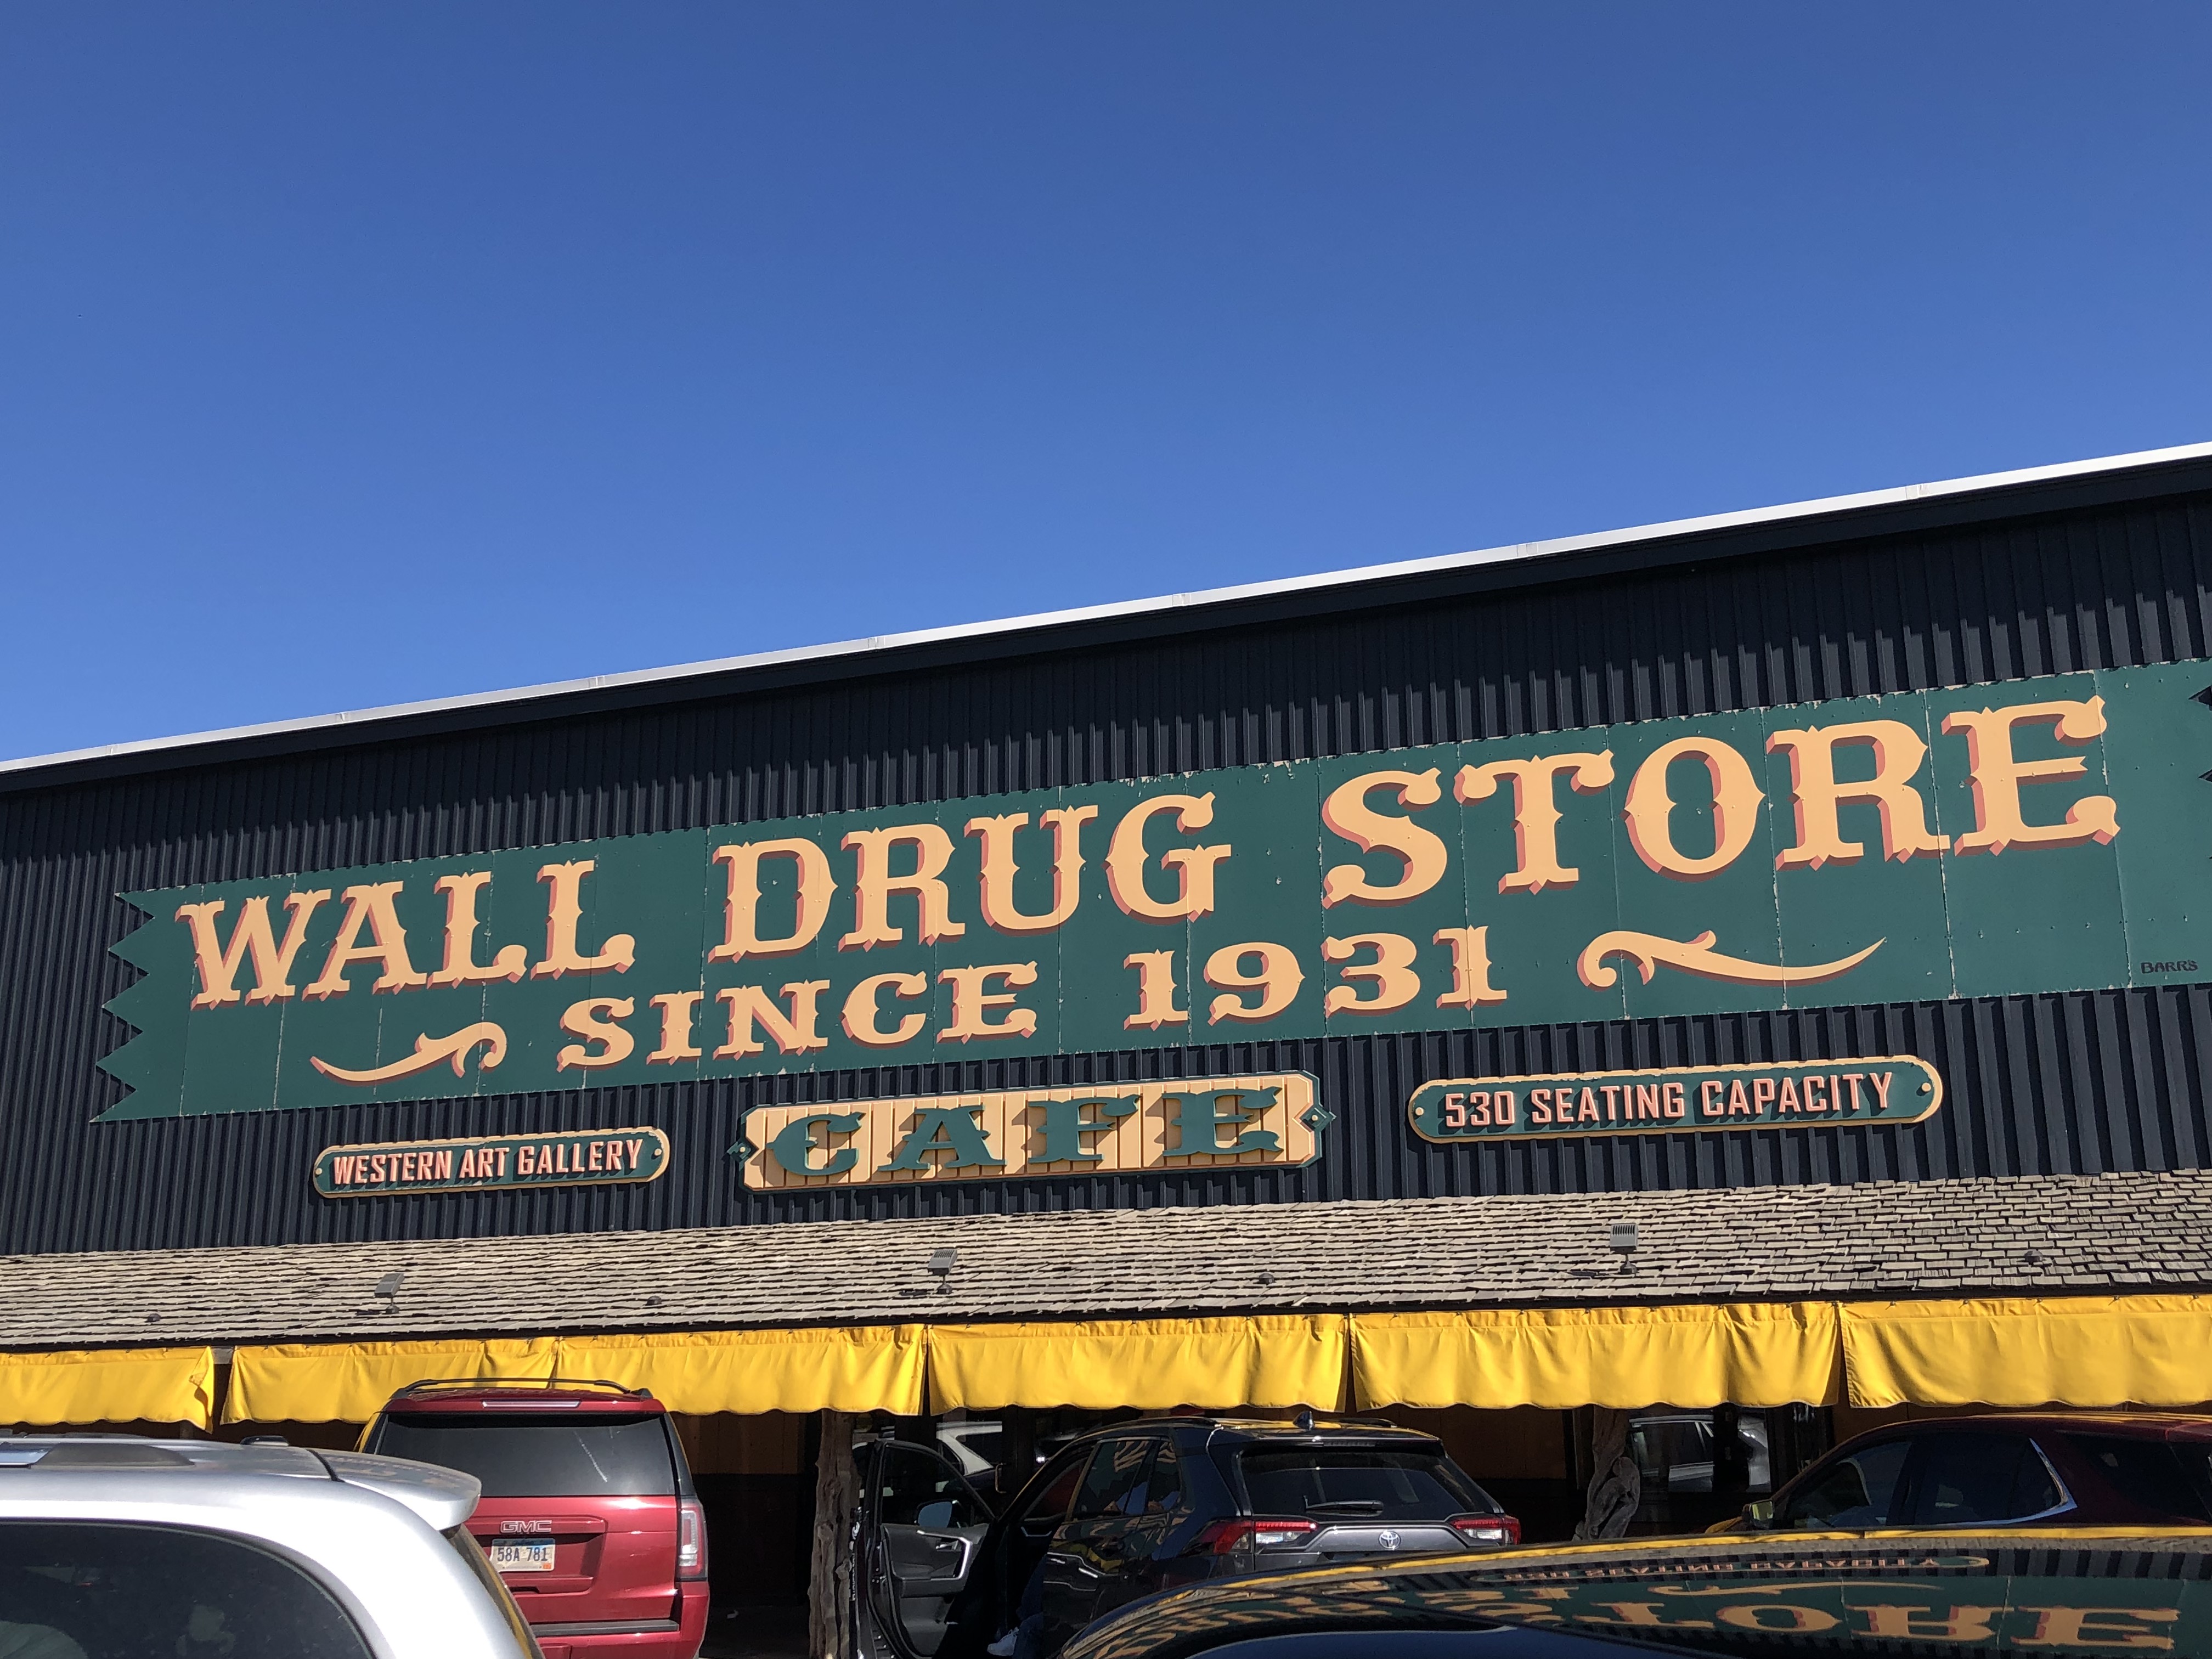 WALL DRUG STORE
SINCE 1931
BARR'S
WESTERN ART GALLERY
CAFE
530 SEATING CAPACITY
GMC
58A 781